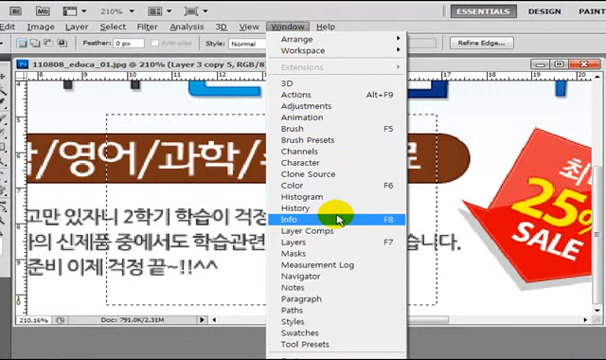 210%
ESSENTIALS
DESIGN
PAINT
Edit Image Layer Select Filter Analysis 3D View Window Help
Feather: 0 px
Anti-alias
Style: Normal
Refine Edge...
110808_educa_01.jpg @ 210% (Layer 3 copy 5, RGB/8
Arrange
Workspace
Extensions
3D
Actions Alt+F9
Adjustments
Animation
Brush F5
Brush Presets
Channels
Character
Clone Source
Color F6
Histogram
History
Info F8
Layer Comps
Layers F7
Masks
Measurement Log
Navigator
Notes
Paragraph
Paths
Styles
Swatches
Tool Presets
/영어/과학/
고만 있자니 2학기 학습이 걱정
의 신제품 중에서도 학습관련 니다.
준비 이제 걱정 끝~!!^^
25%
SALE
210.16% Doc: 791.0K/2.31M